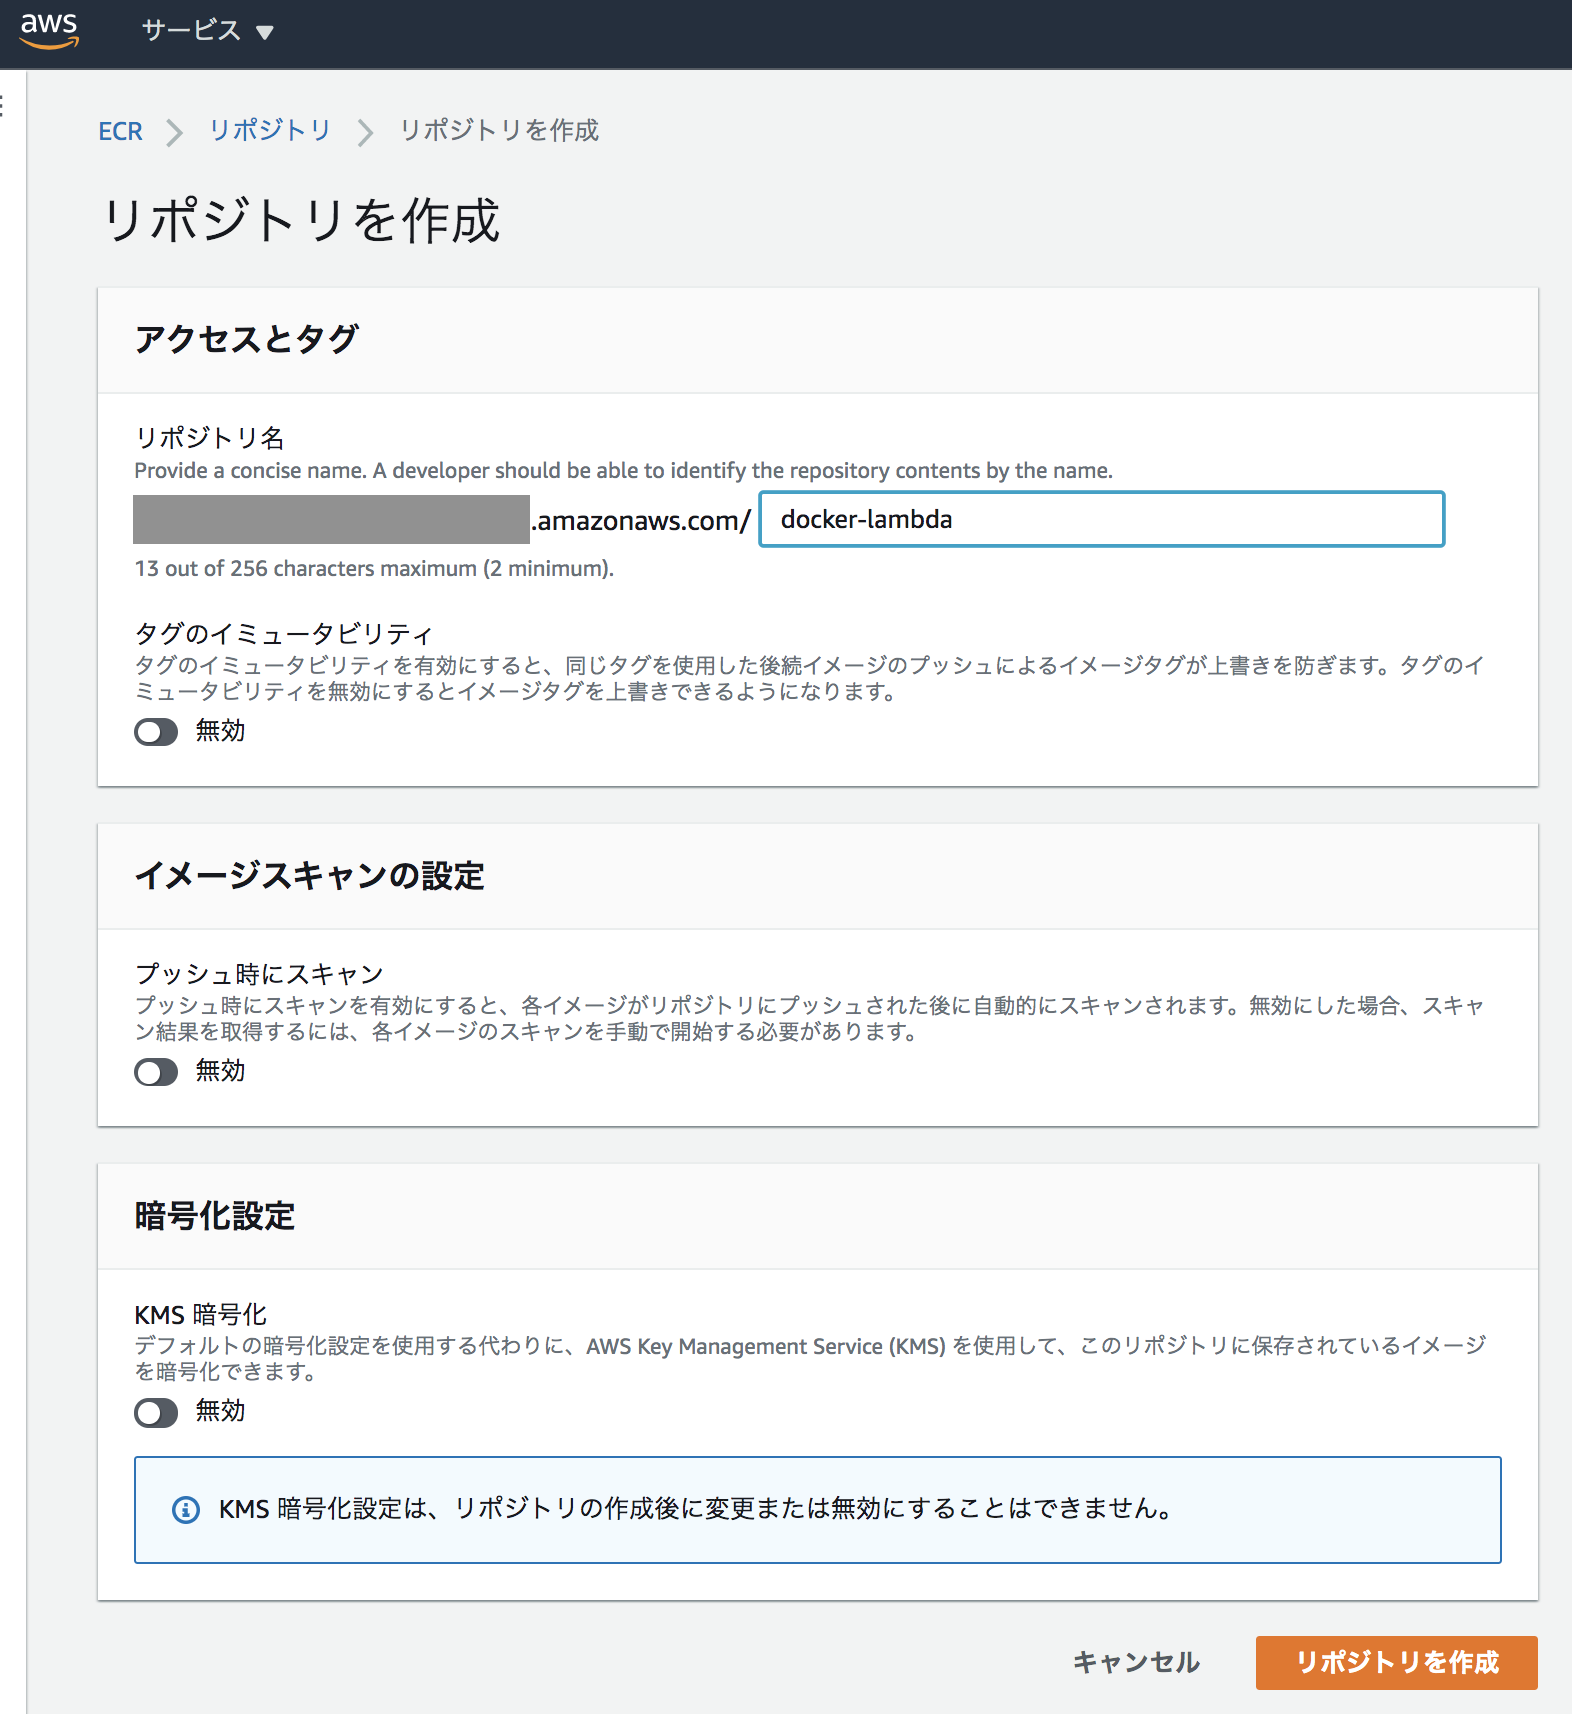 aws サービス
ECR リポジトリ リポジトリを作成
リポジトリを作成
アクセスとタグ
リポジトリ名
Provide a concise name. A developer should be able to identify the repository contents by the name.
.amazonaws.com/ docker-lambda
13 out of 256 characters maximum (2 minimum).
タグのイミュータビリティ
タグのイミュータビリティを有効にすると、同じタグを使用した後続イメージのプッシュによるイメージタグが上書きを防ぎます。タグのイ
ミュータビリティを無効にするとイメージタグを上書きできるようになります。
無効
イメージスキャンの設定
プッシュ時にスキャン
プッシュ時にスキャンを有効にすると、各イメージがリポジトリにプッシュされた後に自動的にスキャンされます。無効にした場合、スキャ
ン結果を取得するには、各イメージのスキャンを手動で開始する必要があります。
無効
暗号化設定
KMS 暗号化
デフォルトの暗号化設定を使用する代わりに、AWS Key Management Service (KMS) を使用して、このリポジトリに保存されているイメージ
を暗号化できます。
無効
KMS 暗号化設定は、リポジトリの作成後に変更または無効にすることはできません。
キャンセル リポジトリを作成